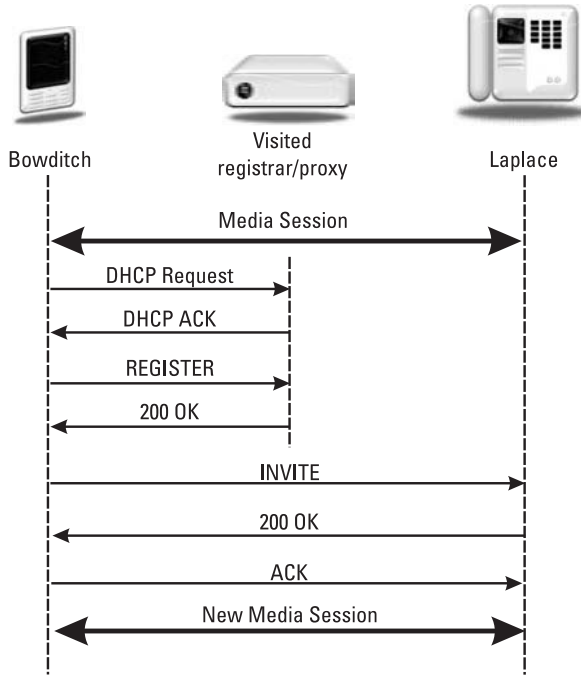 Bowditch
Visited
registrar/proxy
Laplace
Media Session
DHCP Request
DHCP ACK
REGISTER
200 OK
INVITE
200 OK
ACK
New Media Session